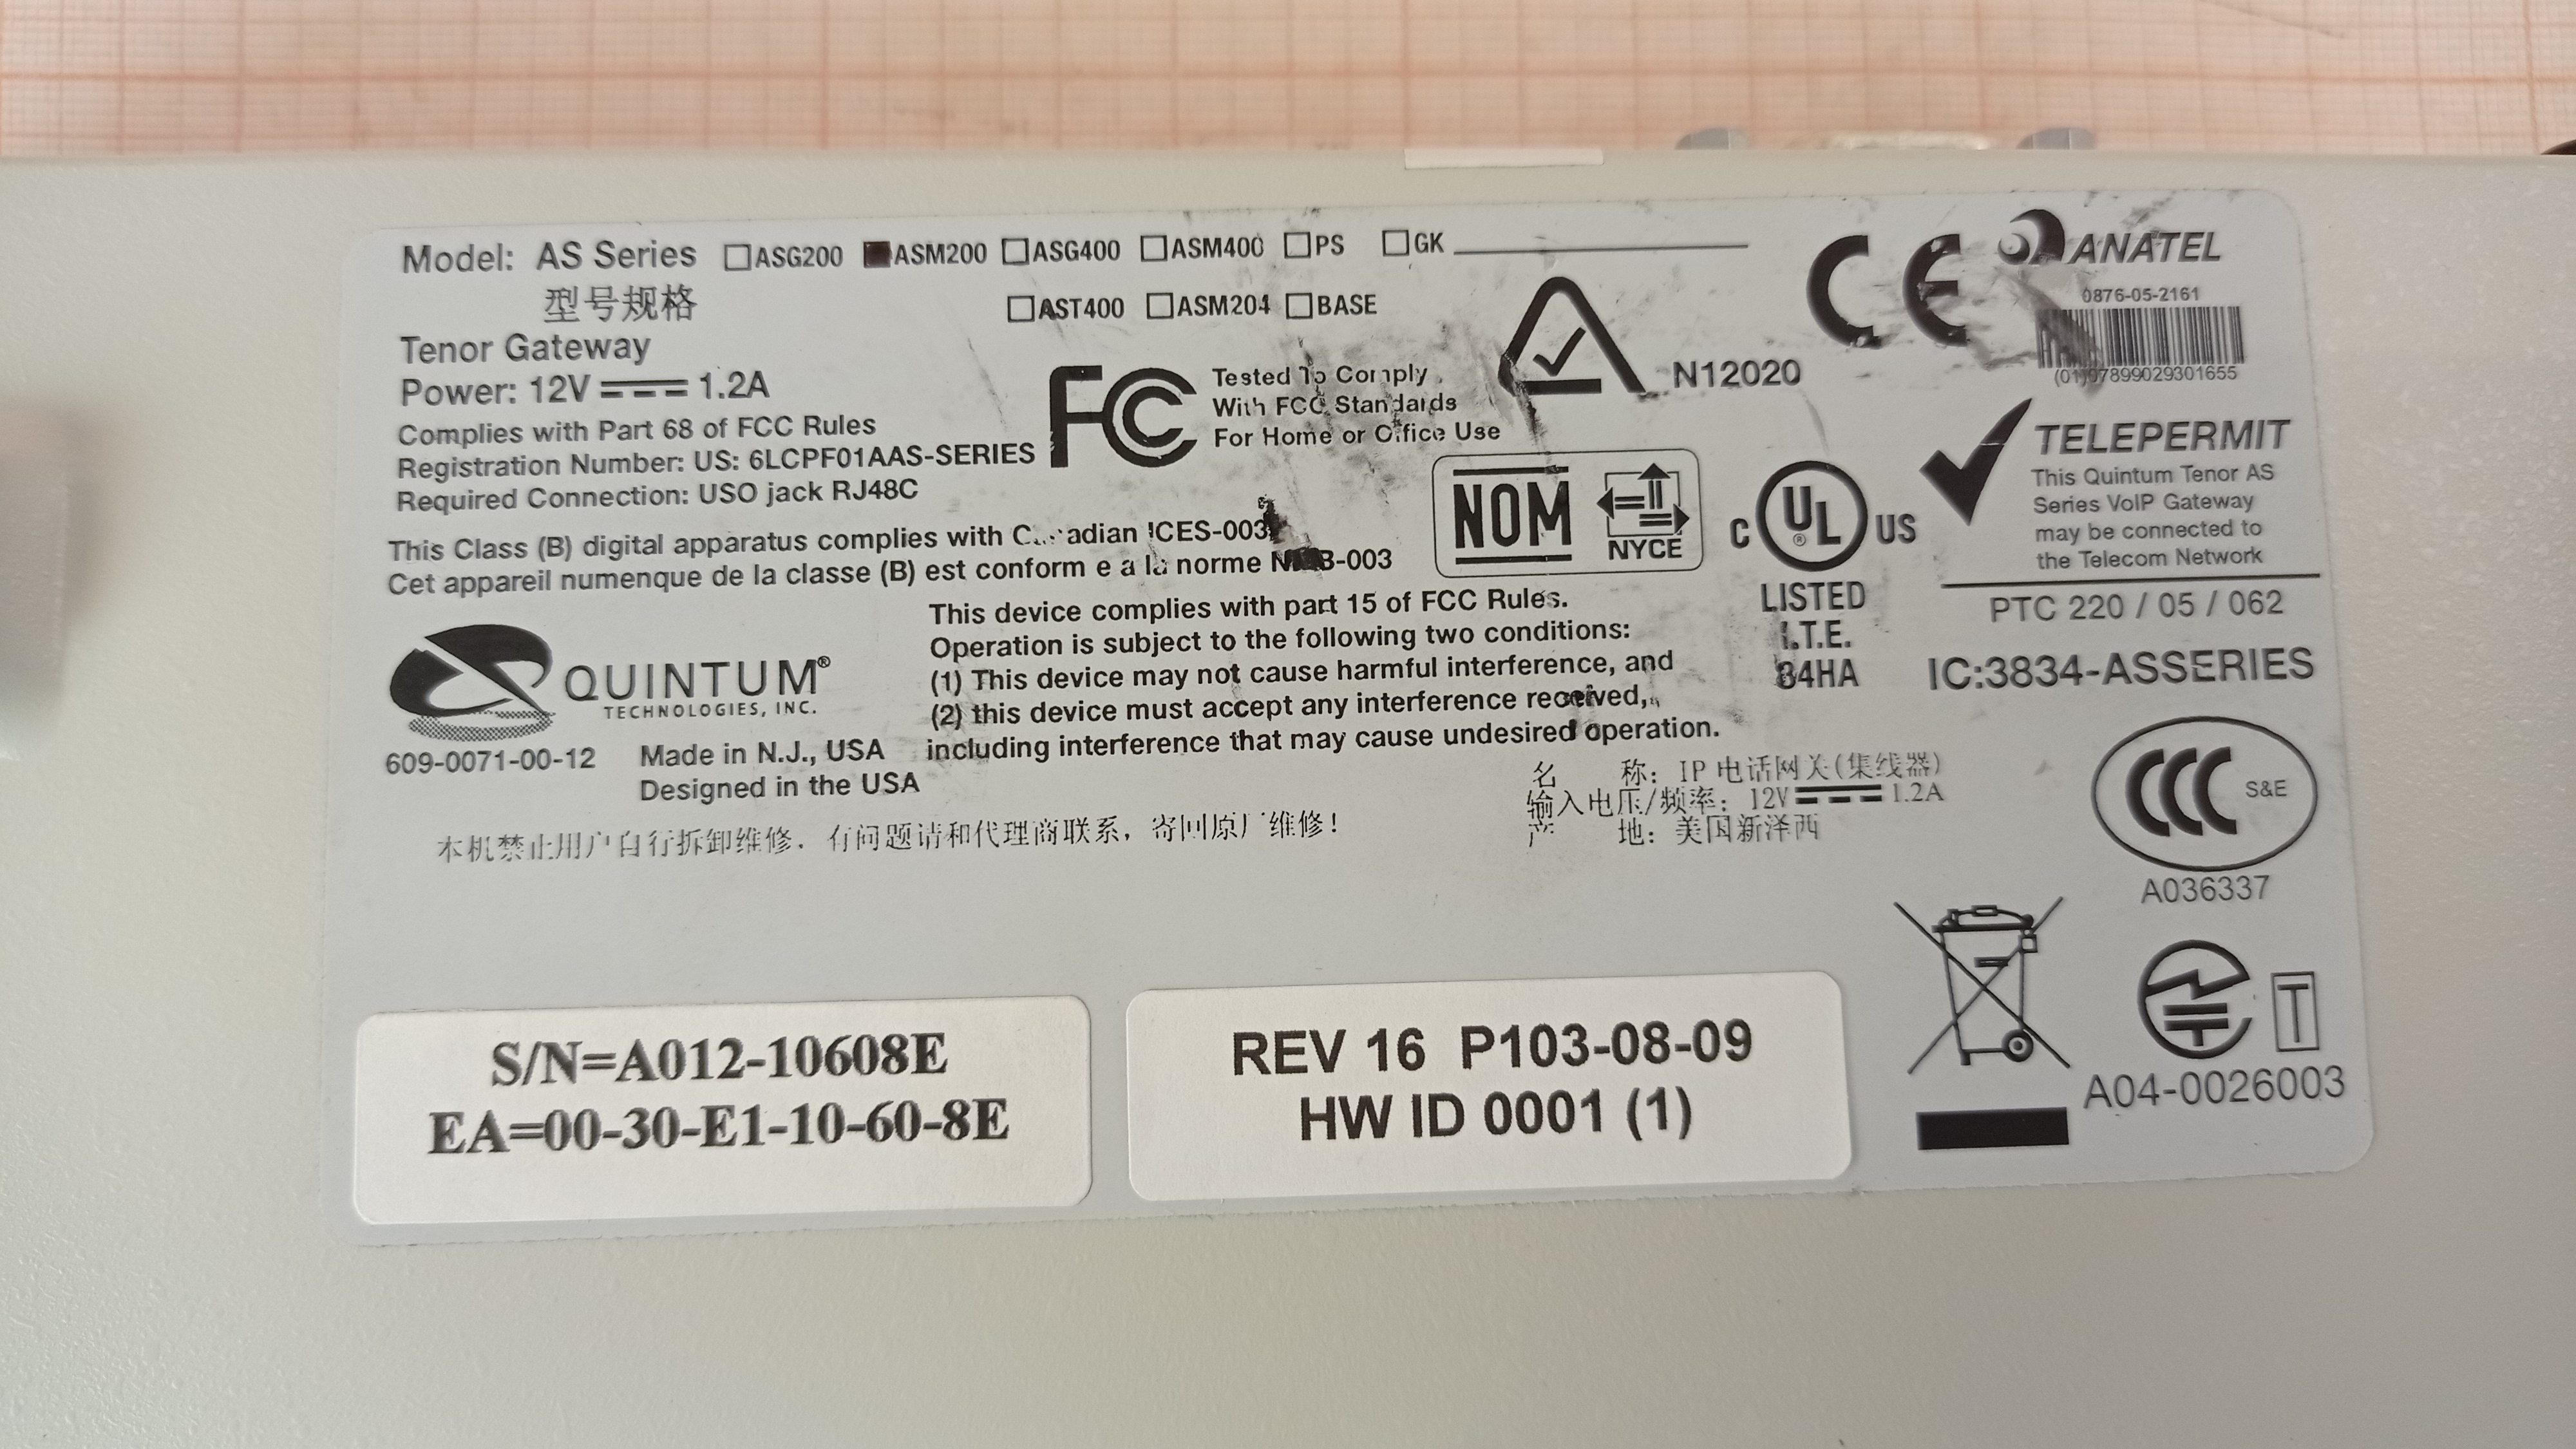 Model: AS Series ☐ASG200 ■ASM200 ☐ASG400 ☐ASM400 ☐PS ☐GK
型号规格
☐AST400 ☐ASM204 ☐BASE
Tenor Gateway
Power: 12V 1.2A
Complies with Part 68 of FCC Rules
Registration Number: US: 6LCPF01AAS-SERIES
Required Connection: USO jack RJ48C
FC
Tested To Comply
With FCC Standards
For Home or Office Use
N12020
CE
ANATEL
0876-05-2161
(01)07899029301655
TELEPERMIT
This Quintum Tenor AS
Series VoIP Gateway
may be connected to
the Telecom Network
PTC 220 / 05 / 062
IC:3834-ASSERIES
NOM
NYCE
C UL® US
LISTED
I.T.E.
84HA
This Class (B) digital apparatus complies with Canadian ICES-003
Cet appareil numenque de la classe (B) est conform e a la norme NMB-003
This device complies with part 15 of FCC Rules.
Operation is subject to the following two conditions:
(1) This device may not cause harmful interference, and
(2) this device must accept any interference received,
including interference that may cause undesired operation.
QUINTUM®
TECHNOLOGIES, INC.
609-0071-00-12
Made in N.J., USA
Designed in the USA
名 称：IP 电话网关(集线器)
输入电压/频率：12V 1.2A
产 地：美国新泽西
本机禁止用户自行拆卸维修．有问题请和代理商联系，寄回原厂维修！
CCC S&E
A036337
T
A04-0026003
S/N=A012-10608E
EA=00-30-E1-10-60-8E
REV 16 P103-08-09
HW ID 0001 (1)